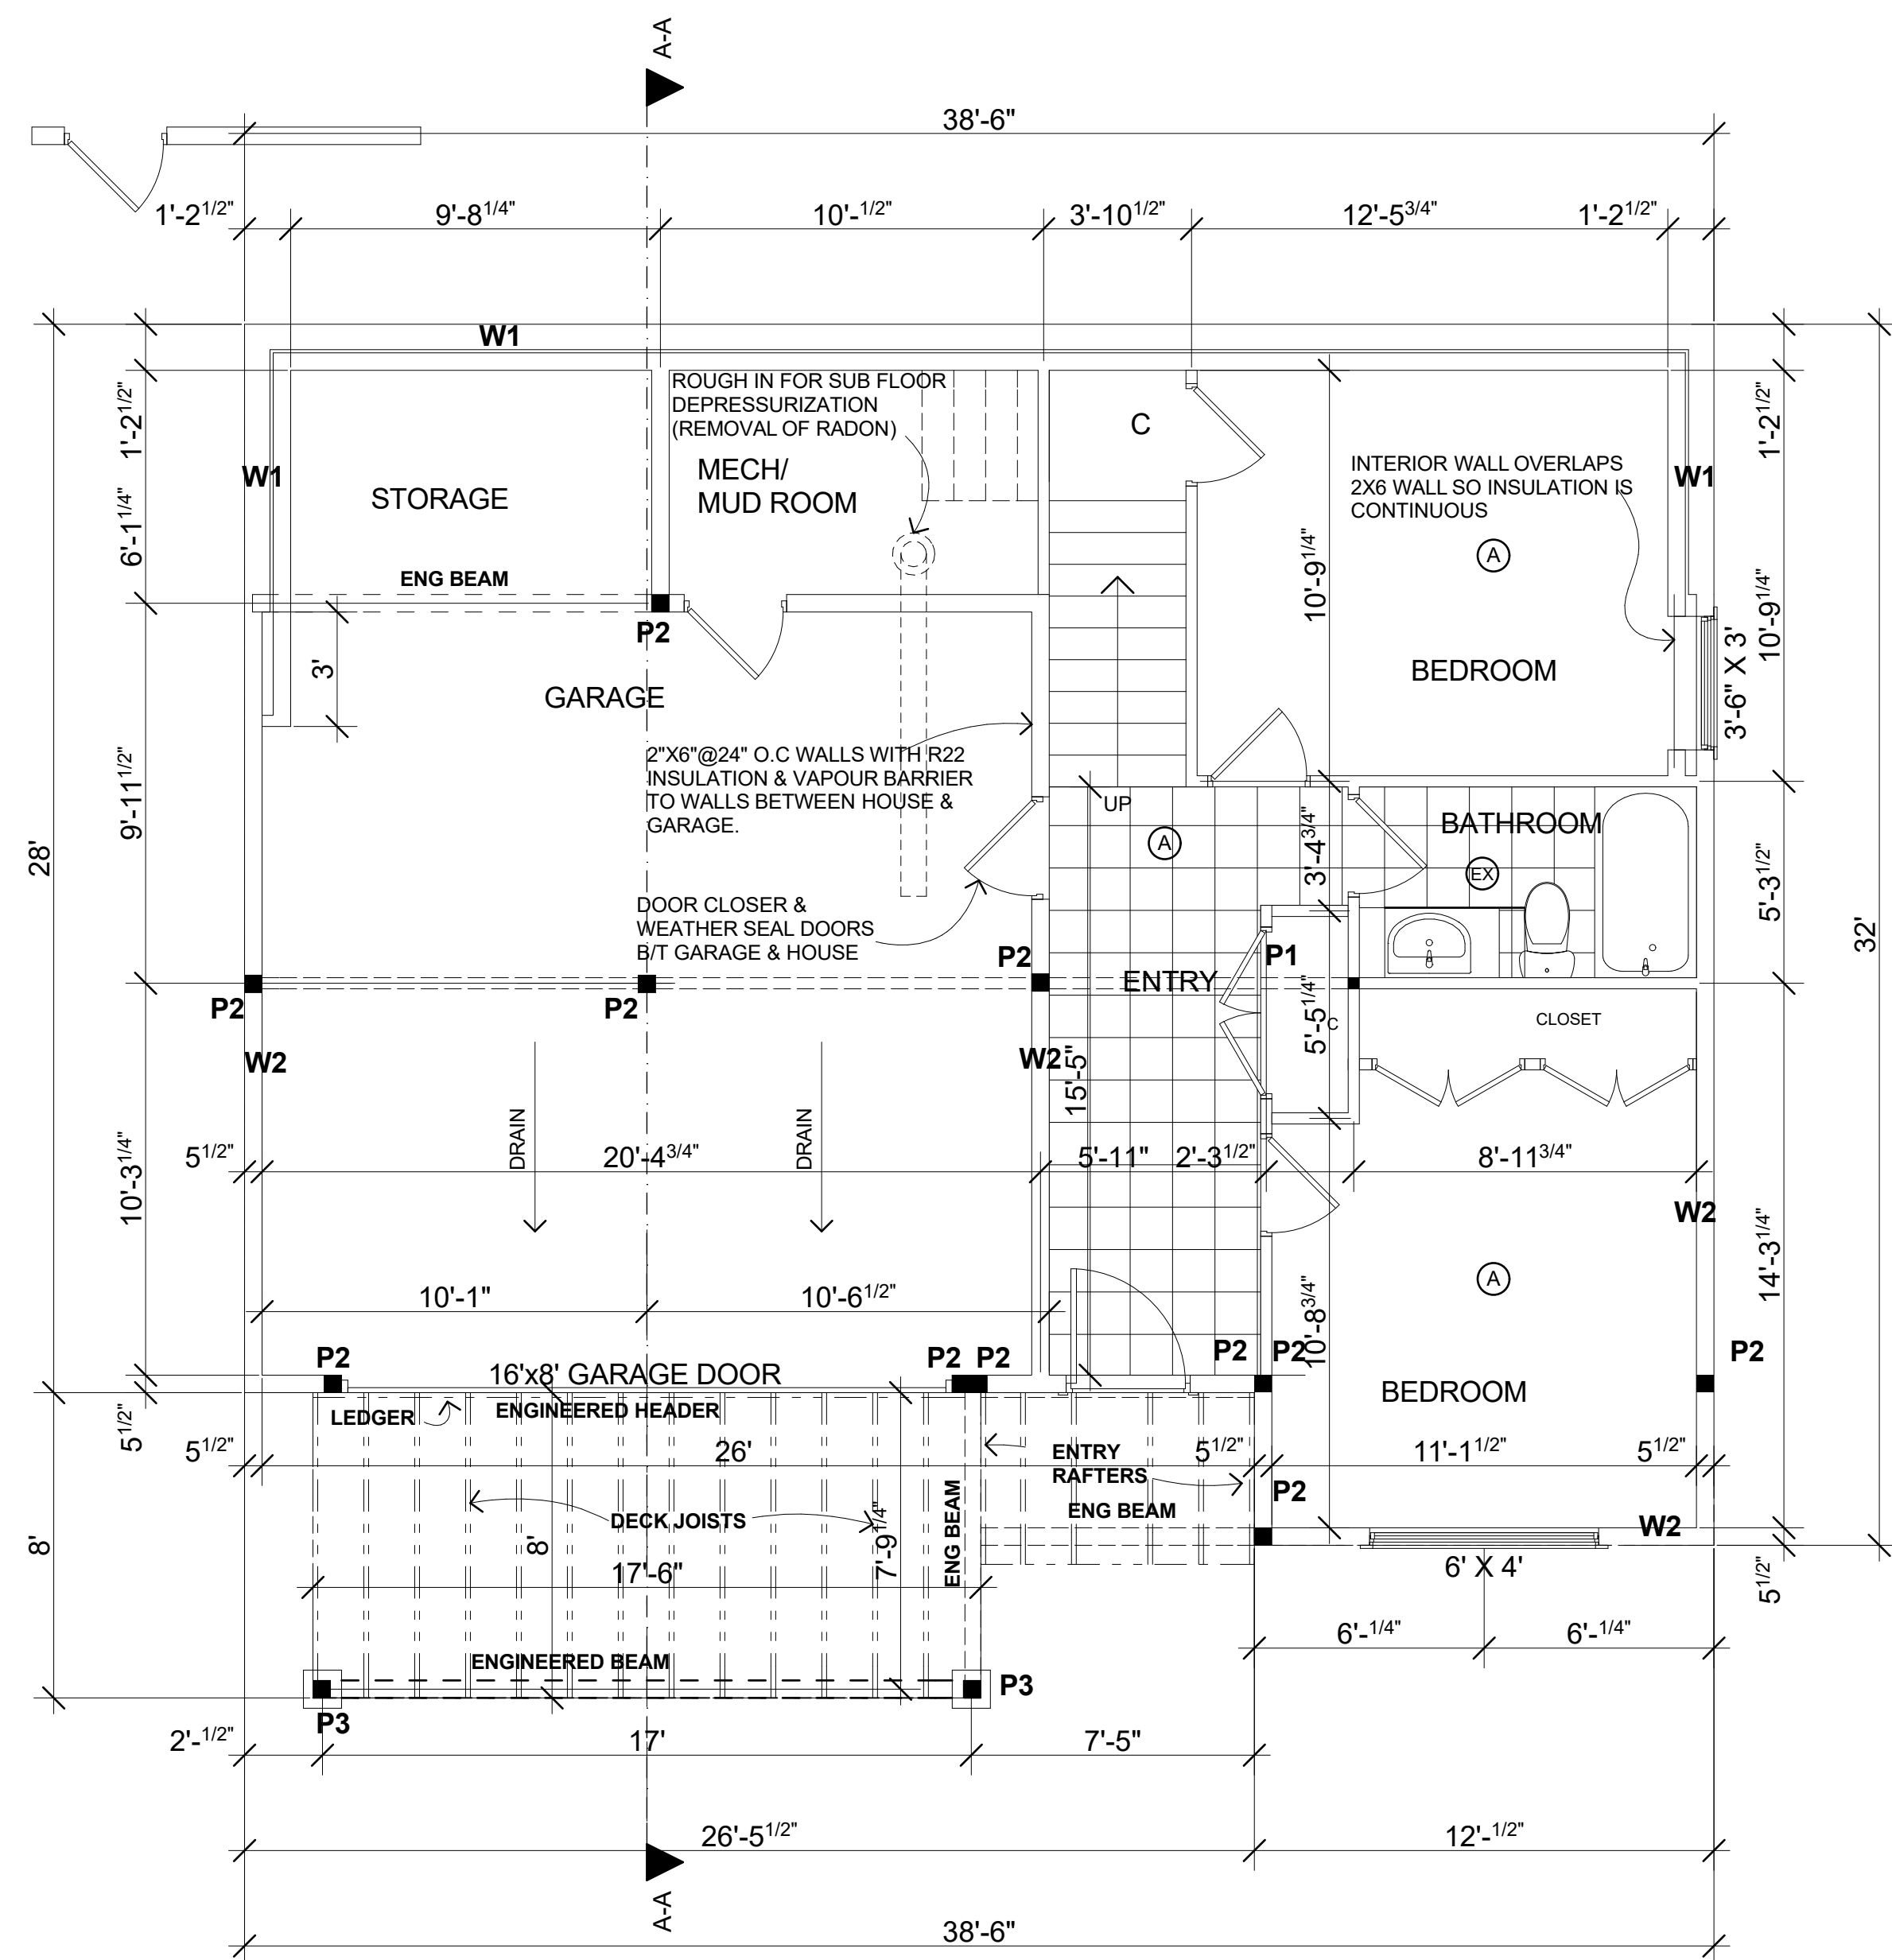 A-A
38'-6"
1'-2 1/2"
9'-8 1/4"
10'-1/2"
3'-10 1/2"
12'-5 3/4"
1'-2 1/2"
W1
1'-2 1/2"
6'-1 1/4"
9'-11 1/2"
10'-3 1/4"
5 1/2"
28'
8'
W1
STORAGE
ENG BEAM
ROUGH IN FOR SUB FLOOR
DEPRESSURIZATION
(REMOVAL OF RADON)
MECH/
MUD ROOM
C
INTERIOR WALL OVERLAPS
2X6 WALL SO INSULATION IS
CONTINUOUS
A
W1
1'-2 1/2"
10'-9 1/4"
5'-3 1/2"
14'-3 1/4"
5 1/2"
32'
10'-9 1/4"
P2
3'
GARAGE
BEDROOM
3'-6" X 3'
2"X6"@24" O.C WALLS WITH R22
INSULATION & VAPOUR BARRIER
TO WALLS BETWEEN HOUSE &
GARAGE.
UP
A
3'-4 3/4"
BATHROOM
EX
DOOR CLOSER &
WEATHER SEAL DOORS
B/T GARAGE & HOUSE
P2
P1
ENTRY
P2
P2
5'-5 1/4"
C
CLOSET
W2
W2
15'-5"
DRAIN
DRAIN
5 1/2"
20'-4 3/4"
5'-11"
2'-3 1/2"
8'-11 3/4"
W2
A
10'-1"
10'-6 1/2"
10'-8 3/4"
P2
16'x8' GARAGE DOOR
P2
P2
P2
P2
P2
BEDROOM
LEDGER
ENGINEERED HEADER
5 1/2"
26'
ENTRY
RAFTERS
5 1/2"
11'-1 1/2"
5 1/2"
ENG BEAM
ENG BEAM
P2
DECK JOISTS
8'
7'-9 1/4"
W2
17'-6"
6' X 4'
6'-1/4"
6'-1/4"
ENGINEERED BEAM
P3
P3
2'-1/2"
17'
7'-5"
26'-5 1/2"
12'-1/2"
A-A
38'-6"